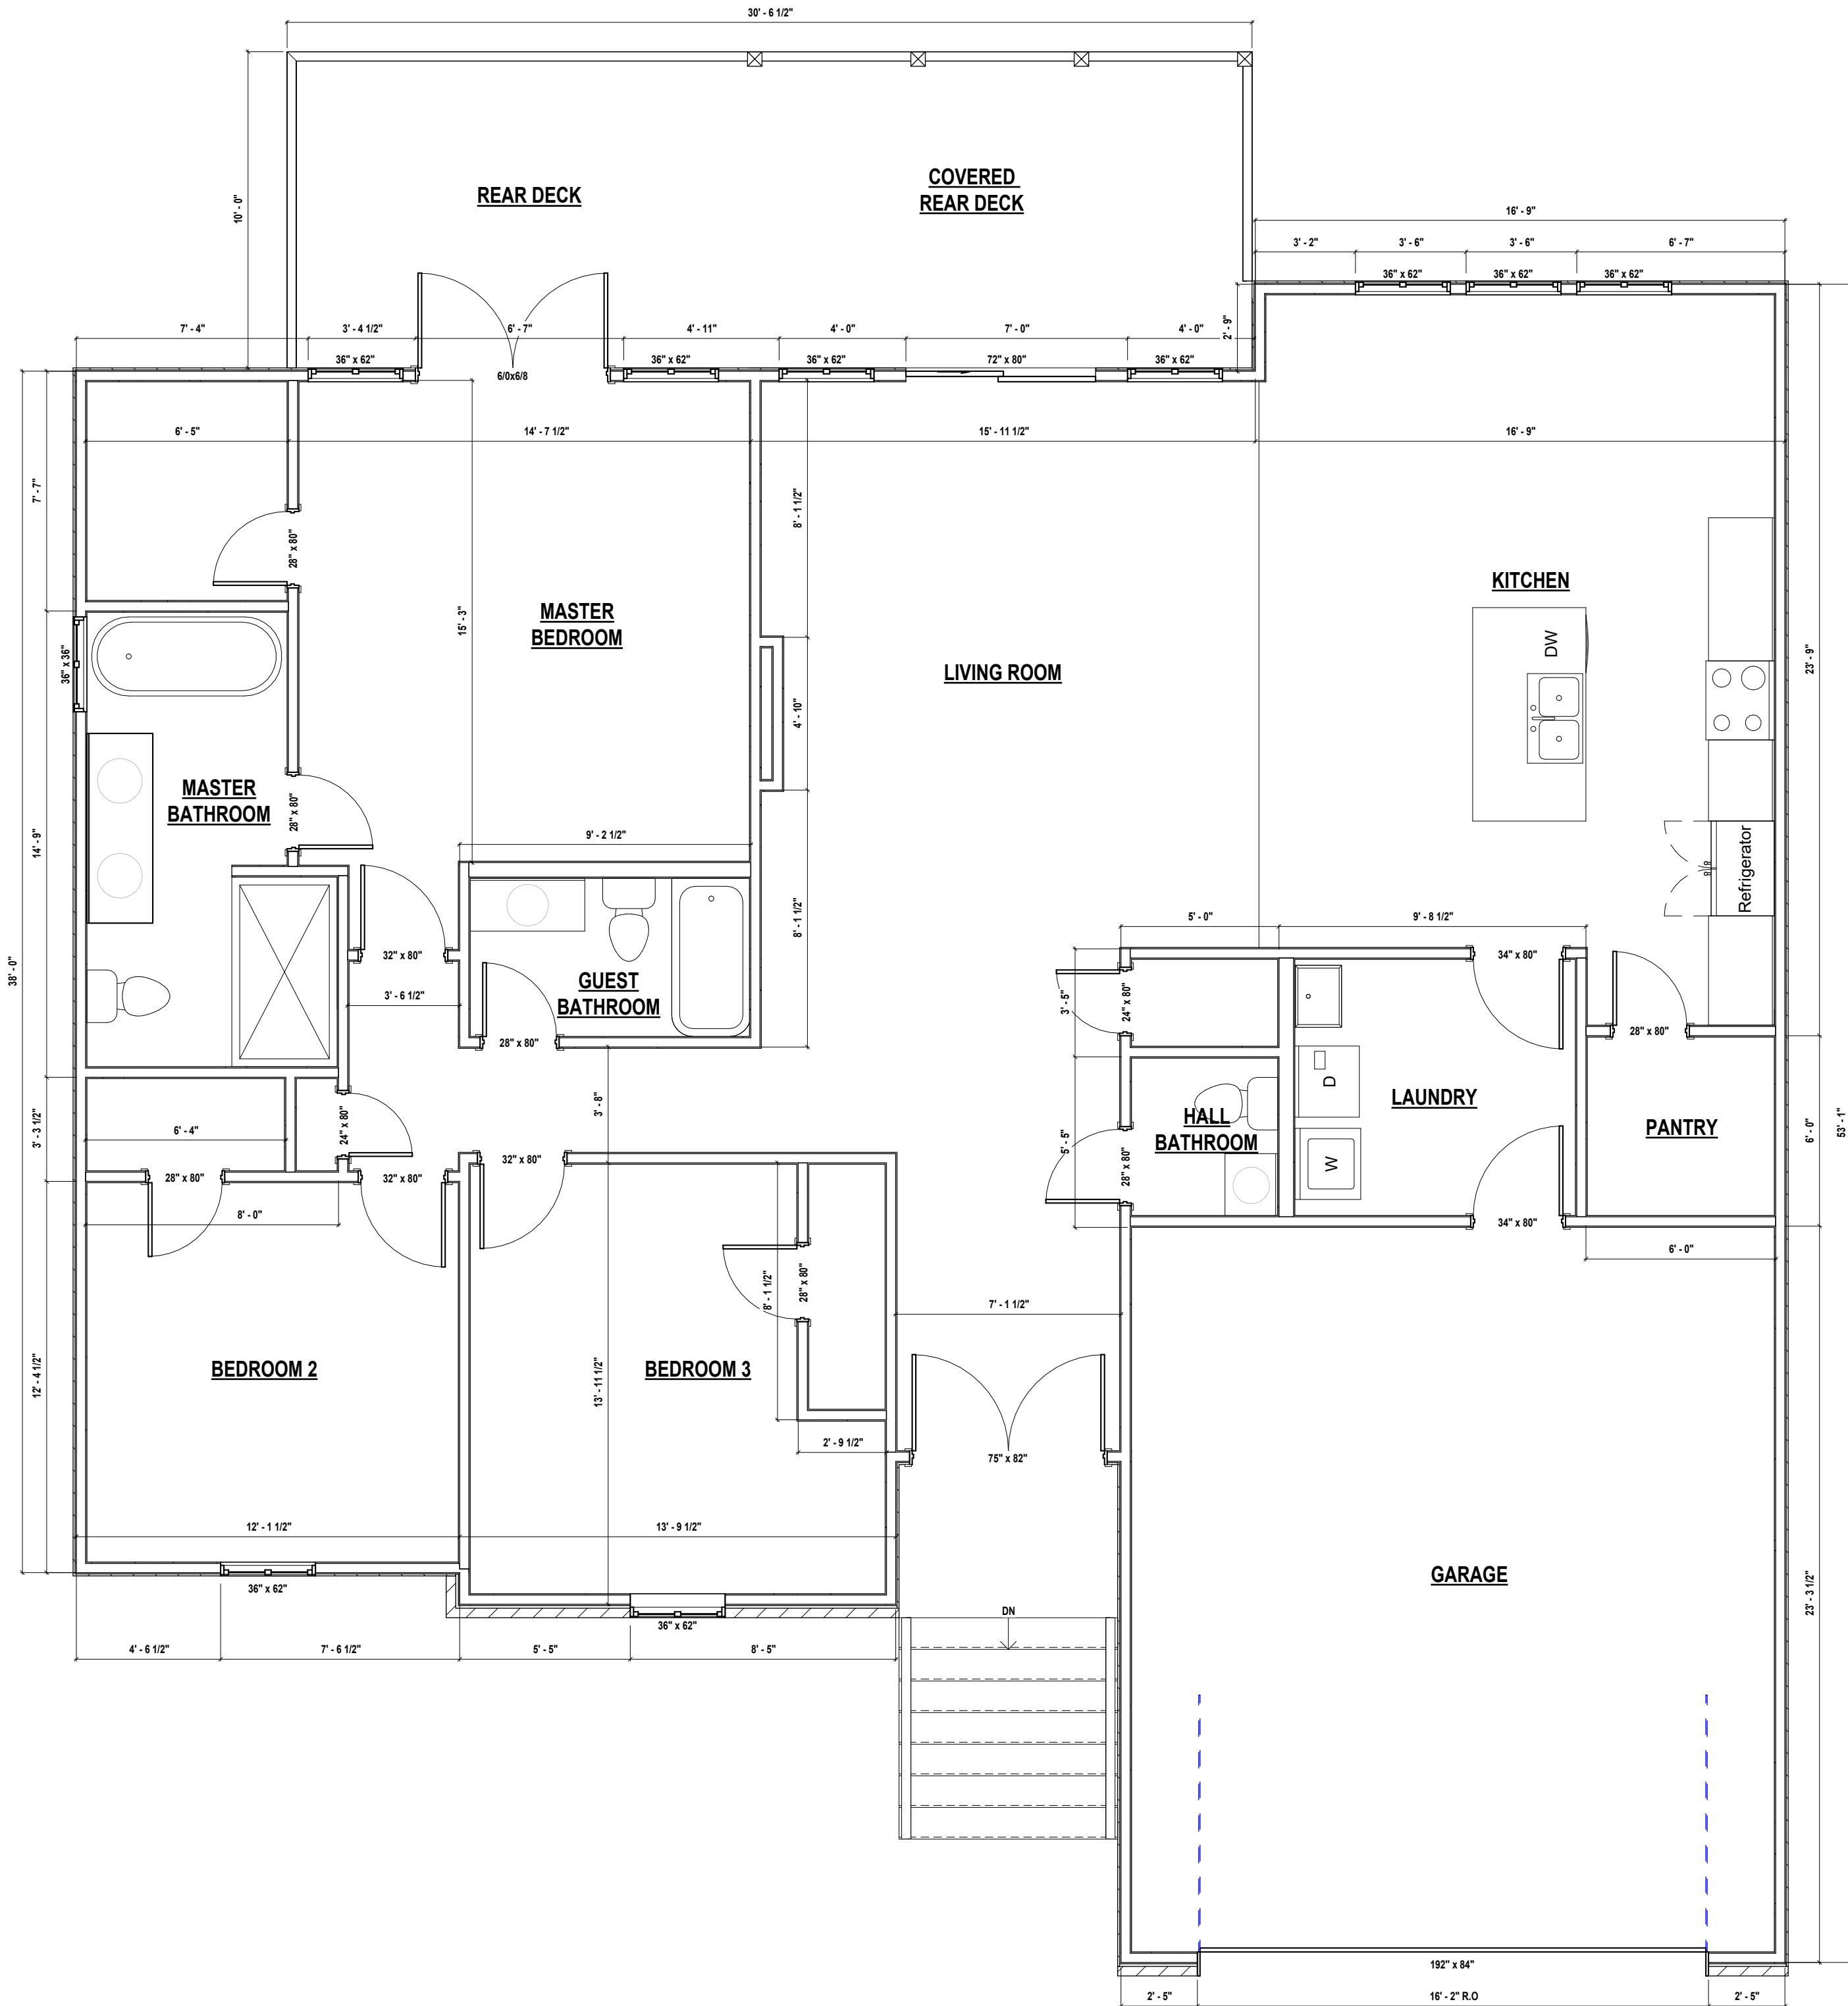 30' - 6 1/2"
10' - 0"
REAR DECK
COVERED
REAR DECK
16' - 9"
3' - 2"
3' - 6"
3' - 6"
6' - 7"
36" x 62"
36" x 62"
36" x 62"
7' - 4"
3' - 4 1/2"
6' - 7"
4' - 11"
4' - 0"
7' - 0"
4' - 0"
2' - 9"
36" x 62"
6/0x6/8
36" x 62"
36" x 62"
72" x 80"
36" x 62"
6' - 5"
14' - 7 1/2"
15' - 11 1/2"
16' - 9"
7' - 7"
28" x 80"
8' - 1 1/2"
15' - 3"
MASTER
BEDROOM
KITCHEN
DW
LIVING ROOM
36" x 36"
4' - 10"
23' - 9"
MASTER
BATHROOM
28" x 80"
14' - 9"
9' - 2 1/2"
Refrigerator
8' - 1 1/2"
5' - 0"
9' - 8 1/2"
38' - 0"
32" x 80"
34" x 80"
3' - 6 1/2"
GUEST
BATHROOM
3' - 5"
24" x 80"
28" x 80"
28" x 80"
3' - 8"
D
LAUNDRY
HALL
BATHROOM
PANTRY
6' - 0"
53' - 1"
3' - 3 1/2"
6' - 4"
24" x 80"
5' - 5"
28" x 80"
W
28" x 80"
32" x 80"
32" x 80"
8' - 0"
34" x 80"
6' - 0"
28" x 80"
8' - 1 1/2"
7' - 1 1/2"
12' - 4 1/2"
BEDROOM 2
BEDROOM 3
13' - 11 1/2"
2' - 9 1/2"
75" x 82"
12' - 1 1/2"
13' - 9 1/2"
GARAGE
23' - 3 1/2"
36" x 62"
DN
36" x 62"
4' - 6 1/2"
7' - 6 1/2"
5' - 5"
8' - 5"
192" x 84"
2' - 5"
16' - 2" R.O
2' - 5"